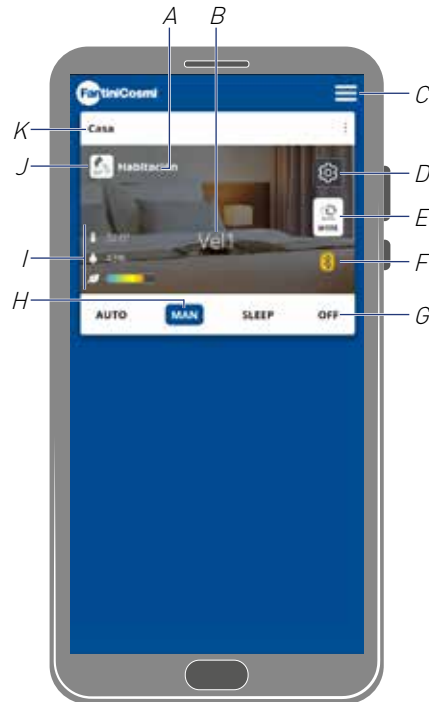 A
B
FantiniCosmi
C
K
Casa
J
Habitación
D
E
MODE
Vel1
I
F
H
G
AUTO
MAN
SLEEP
OFF